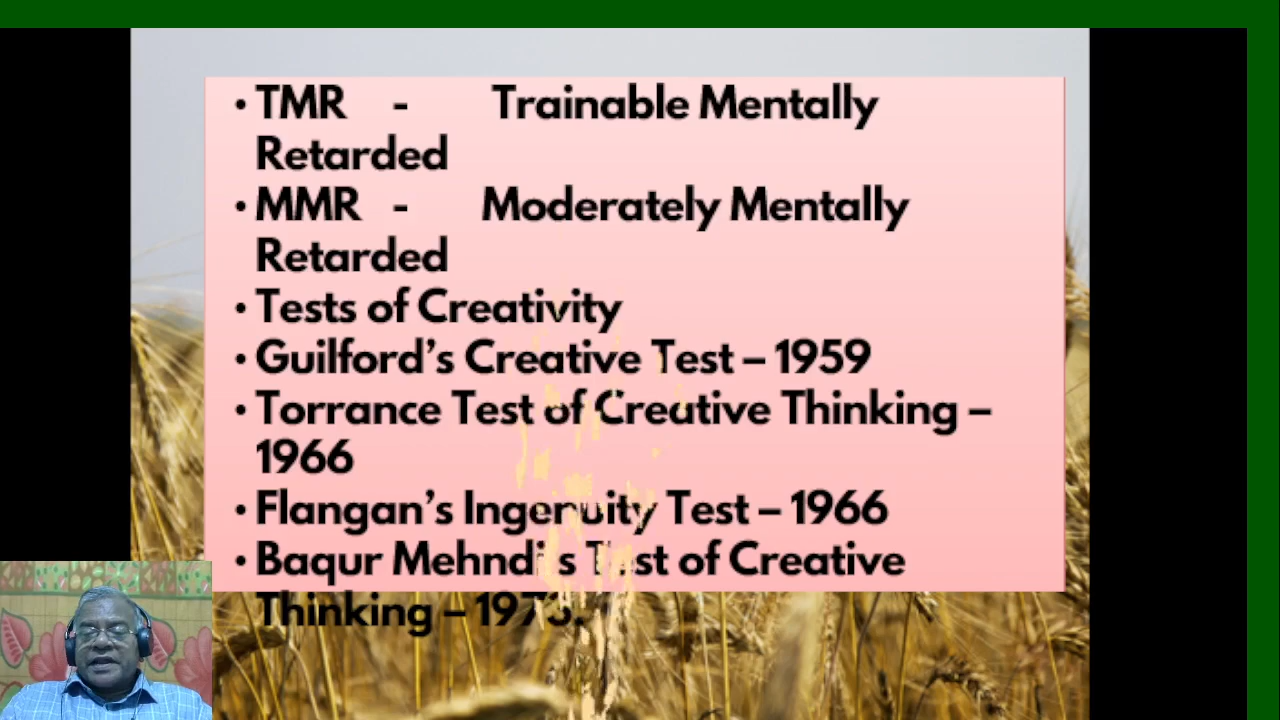 • TMR - Trainable Mentally
Retarded
• MMR - Moderately Mentally
Retarded
• Tests of Creativity
• Guilford’s Creative Test – 1959
• Torrance Test of Creative Thinking –
1966
• Flangan’s Ingenuity Test – 1966
• Baqur Mehndi's Test of Creative
Thinking – 1973.